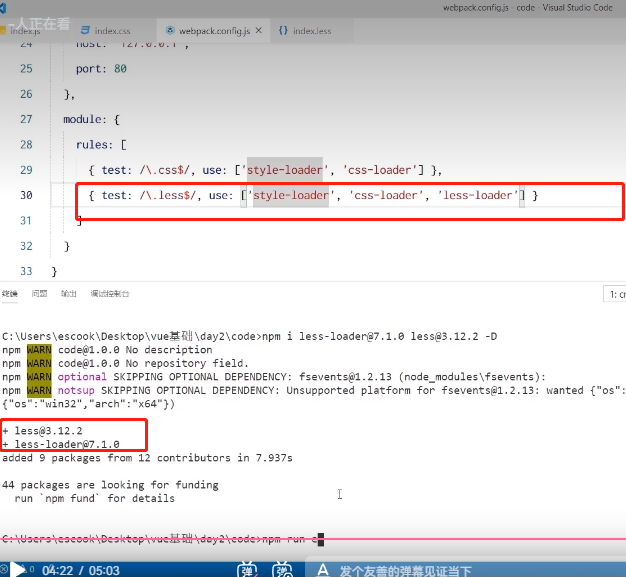 webpack.config.js - code - Visual Studio Code
一人正在看
index.js
index.css
webpack.config.js ×
{} index.less
24 host: '127.0.0.1',
25 port: 80
26 },
27 module: {
28 rules: [
29 { test: /\.css$/, use: ['style-loader', 'css-loader'] },
30 { test: /\.less$/, use: ['style-loader', 'css-loader', 'less-loader'] }
31 ]
32 }
33 }
终端 问题 输出 调试控制台
1:
C:\Users\escook\Desktop\vue基础\day2\code>npm i less-loader@7.1.0 less@3.12.2 -D
npm WARN code@1.0.0 No description
npm WARN code@1.0.0 No repository field.
npm WARN optional SKIPPING OPTIONAL DEPENDENCY: fsevents@1.2.13 (node_modules\fsevents):
npm WARN notsup SKIPPING OPTIONAL DEPENDENCY: Unsupported platform for fsevents@1.2.13: wanted {"os":
{"os":"win32","arch":"x64"})
+ less@3.12.2
+ less-loader@7.1.0
added 9 packages from 12 contributors in 7.937s
44 packages are looking for funding
run `npm fund` for details
C:\Users\escook\Desktop\vue基础\day2\code>npm run
0
04:22 / 05:03
弹
弹
A 发个友善的弹幕见证当下